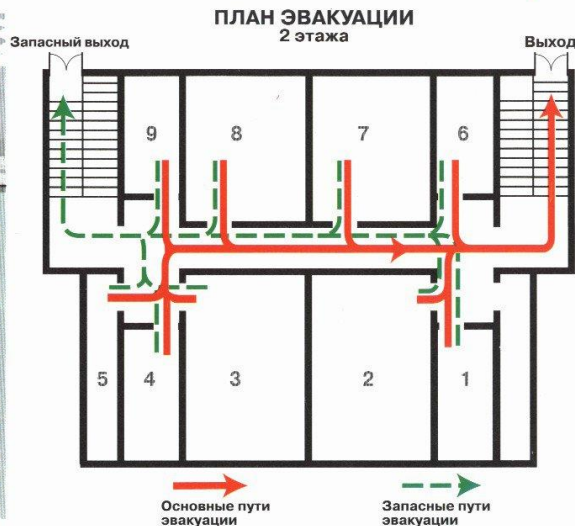 ПЛАН ЭВАКУАЦИИ
2 этажа
Запасный выход
Выход
9
8
7
6
5
4
3
2
1
Основные пути
эвакуации
Запасные пути
эвакуации